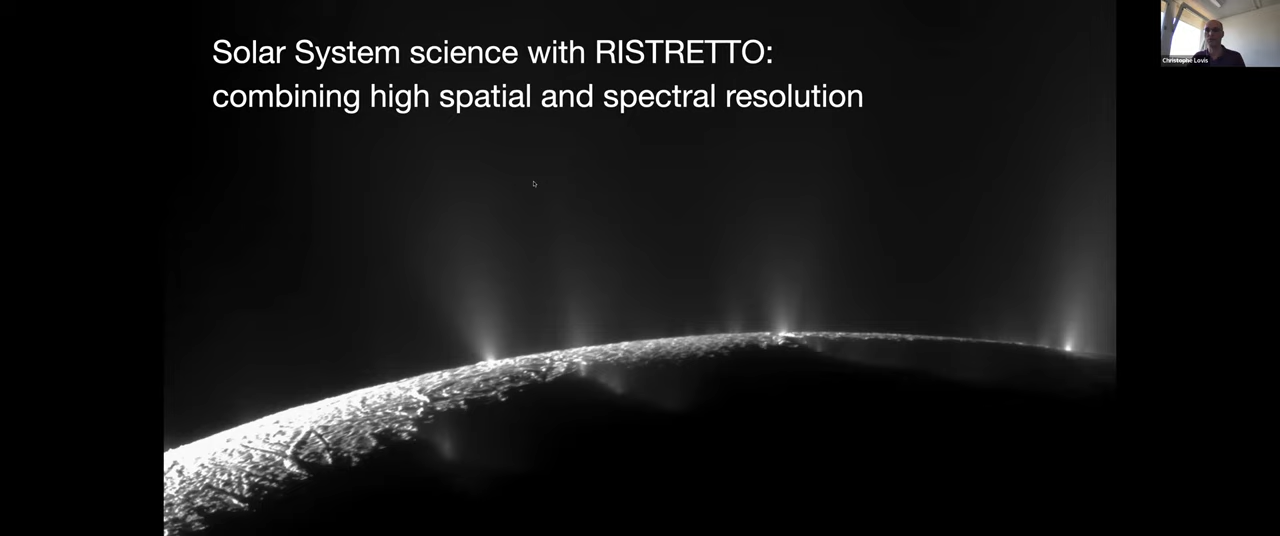 Solar System science with RISTRETTO:
combining high spatial and spectral resolution
Christophe Lovis